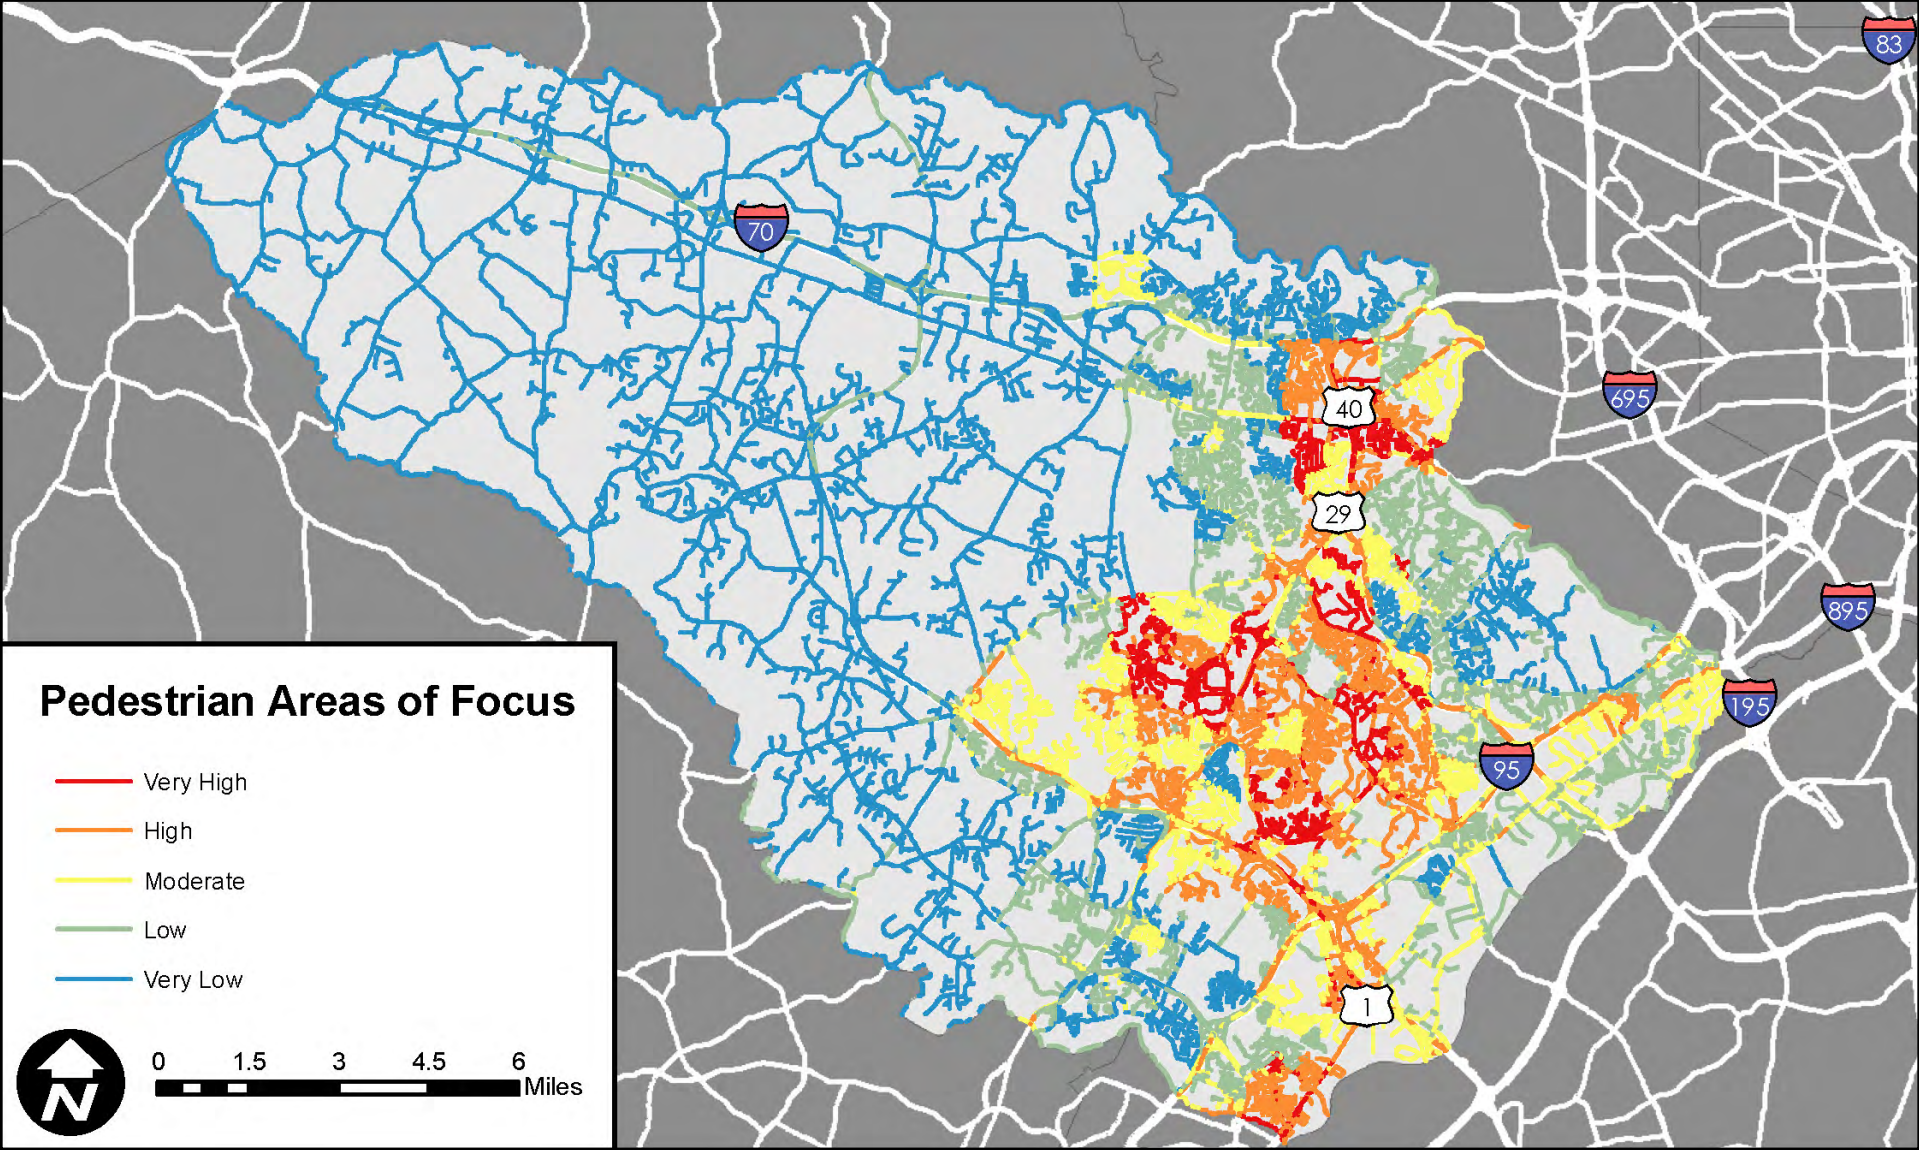 83
70
695
40
29
895
195
95
1
Pedestrian Areas of Focus
Very High
High
Moderate
Low
Very Low
N
0 1.5 3 4.5 6
Miles